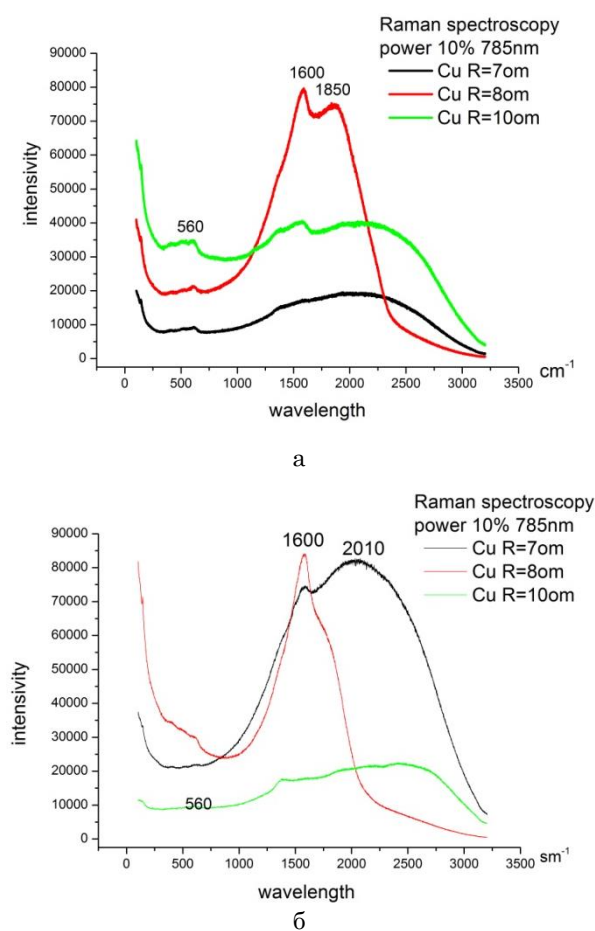 Raman spectroscopy
power 10% 785nm
Cu R=7om
Cu R=8om
Cu R=10om
90000
80000
70000
60000
50000
40000
30000
20000
10000
0
intensivity
1600
1850
560
0
500
1000
1500
2000
2500
3000
3500
cm⁻¹
wavelength
а
Raman spectroscopy
power 10% 785nm
Cu R=7om
Cu R=8om
Cu R=10om
90000
80000
70000
60000
50000
40000
30000
20000
10000
0
intensivity
1600
2010
560
0
500
1000
1500
2000
2500
3000
3500
sm⁻¹
wavelength
б